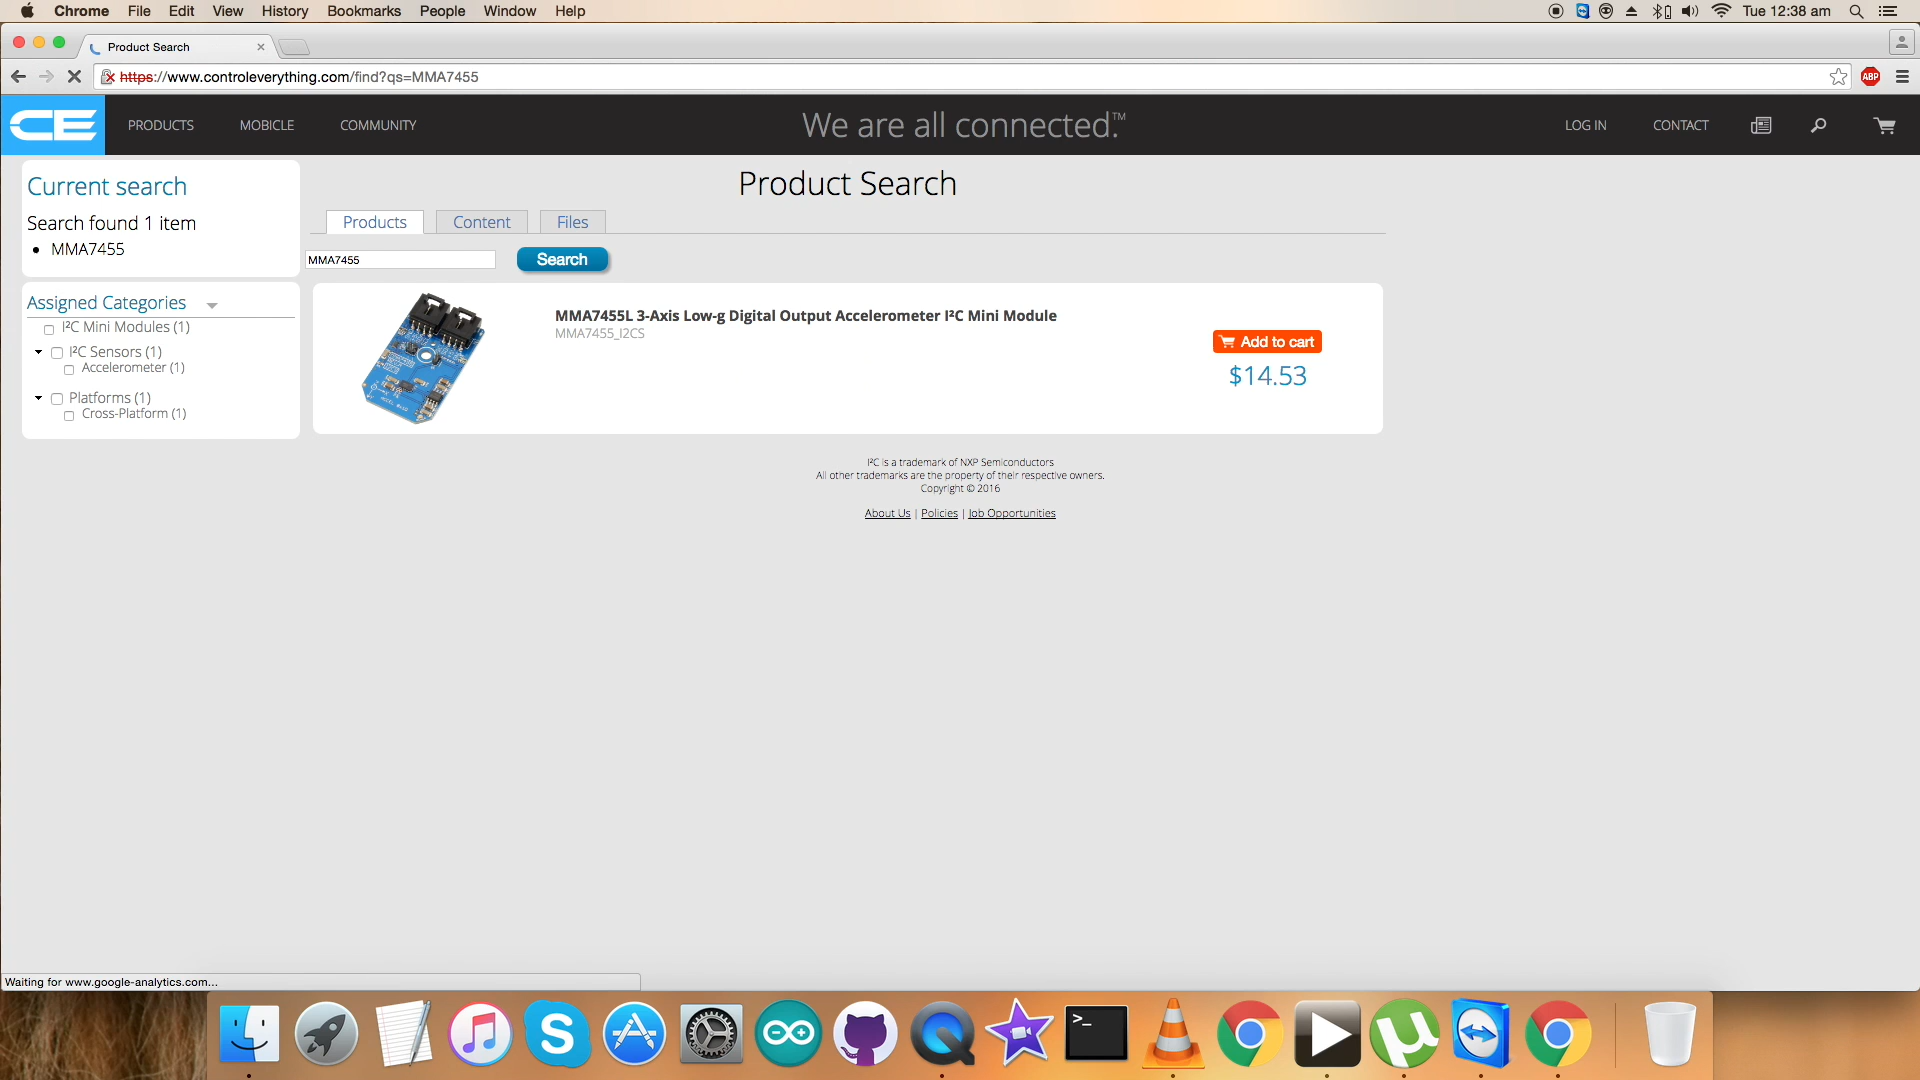 Chrome File Edit View History Bookmarks People Window Help Tue 12:38 am
Product Search
https://www.controleverything.com/find?qs=MMA7455
ABP
CE PRODUCTS MOBICLE COMMUNITY We are all connected.™ LOG IN CONTACT
Current search
Search found 1 item
MMA7455
Assigned Categories
I²C Mini Modules (1)
I²C Sensors (1)
Accelerometer (1)
Platforms (1)
Cross-Platform (1)
Product Search
Products Content Files
MMA7455 Search
MMA7455L 3-Axis Low-g Digital Output Accelerometer I²C Mini Module
MMA7455_I2CS
Add to cart
$14.53
I²C is a trademark of NXP Semiconductors
All other trademarks are the property of their respective owners.
Copyright © 2016
About Us | Policies | Job Opportunities
Waiting for www.google-analytics.com...